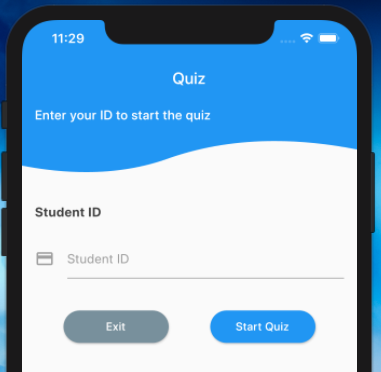 11:29
Quiz
Enter your ID to start the quiz
Student ID
Student ID
Exit
Start Quiz